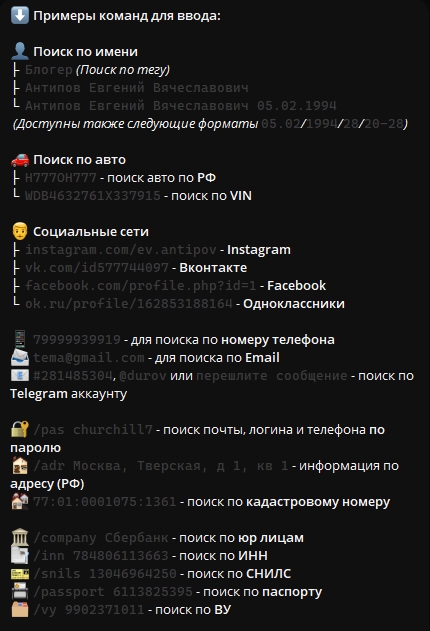 Примеры команд для ввода:
Поиск по имени
Блогер (Поиск по тегу)
Антипов Евгений Вячеславович
Антипов Евгений Вячеславович 05.02.1994
(Доступны также следующие форматы 05.02/1994/28/20-28)
Поиск по авто
Н777ОН777 - поиск авто по РФ
WDB4632761X337915 - поиск по VIN
Социальные сети
instagram.com/ev.antipov - Instagram
vk.com/id577744097 - Вконтакте
facebook.com/profile.php?id=1 - Facebook
ok.ru/profile/162853188164 - Одноклассники
79999939919 - для поиска по номеру телефона
tema@gmail.com - для поиска по Email
#281485304, @durov или перешлите сообщение - поиск по
Telegram аккаунту
/pas churchill7 - поиск почты, логина и телефона по
паролю
/adr Москва, Тверская, д 1, кв 1 - информация по
адресу (РФ)
77:01:0001075:1361 - поиск по кадастровому номеру
/company Сбербанк - поиск по юр лицам
/inn 784806113663 - поиск по ИНН
/snils 13046964250 - поиск по СНИЛС
/passport 6113825395 - поиск по паспорту
/vy 9902371011 - поиск по ВУ